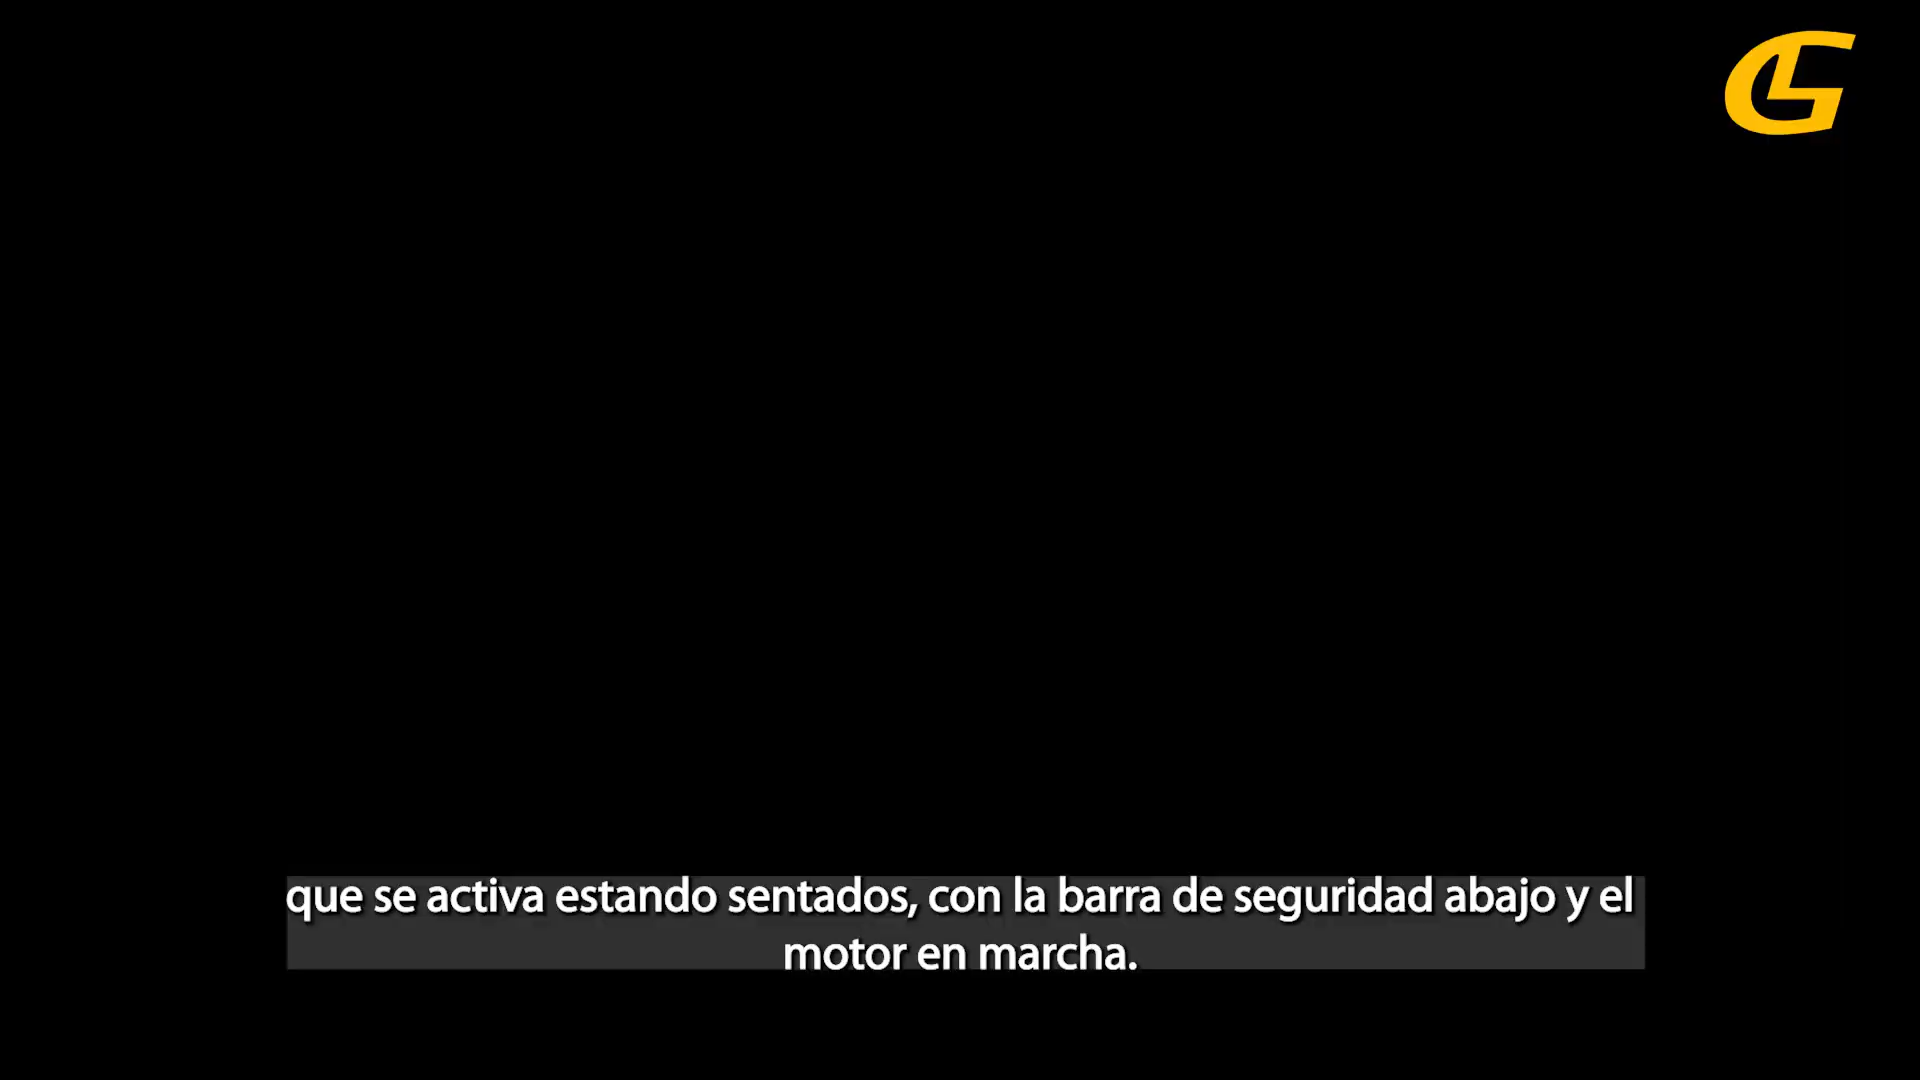 que se activa estando sentados, con la barra de seguridad abajo y el
motor en marcha.